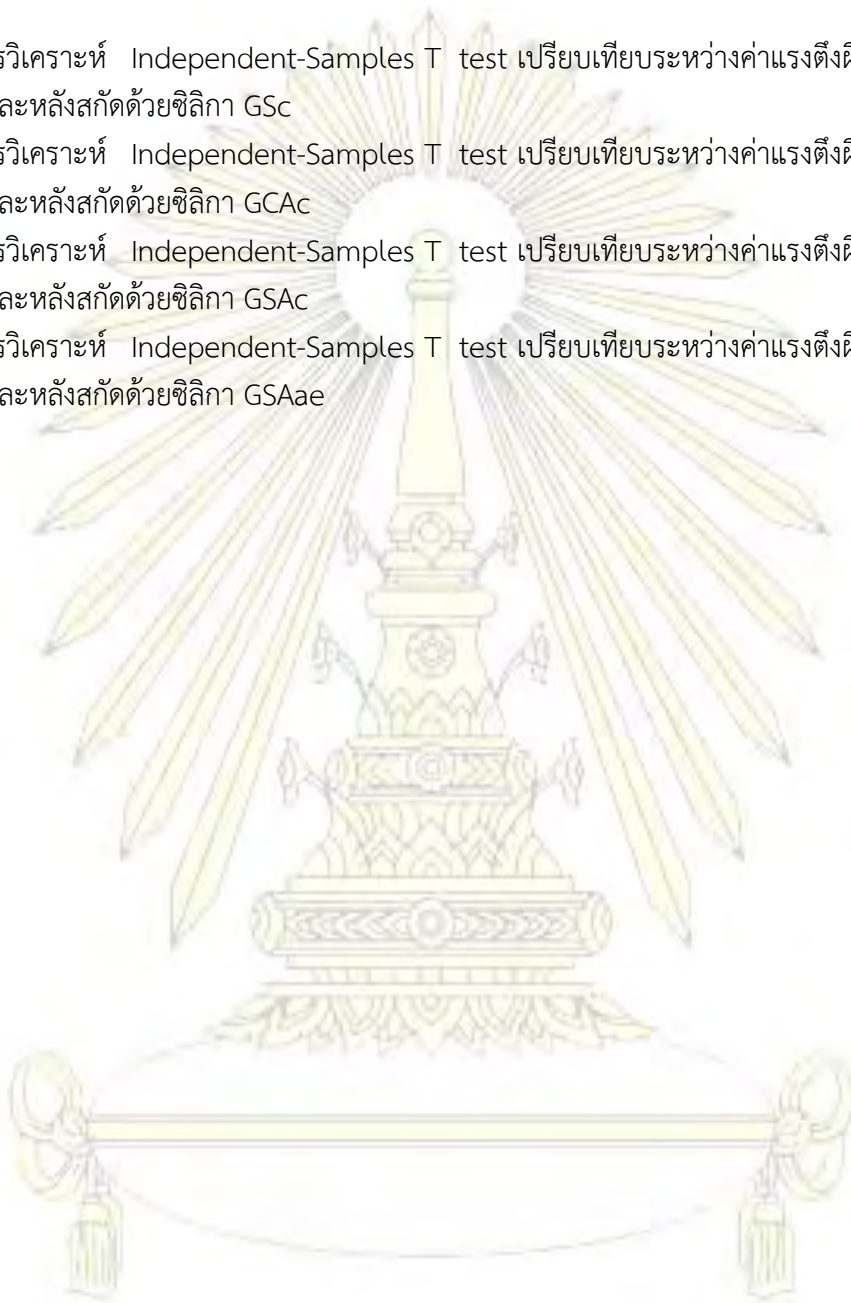 รวิเคราะห์ Independent-Samples T test เปรียบเทียบระหว่างค่าแรงตึงผิ
ละหลังสกัดด้วยซิลิกา GSc
รวิเคราะห์ Independent-Samples T test เปรียบเทียบระหว่างค่าแรงตึงผิ
ละหลังสกัดด้วยซิลิกา GCAc
รวิเคราะห์ Independent-Samples T test เปรียบเทียบระหว่างค่าแรงตึงผิ
ละหลังสกัดด้วยซิลิกา GSAc
รวิเคราะห์ Independent-Samples T test เปรียบเทียบระหว่างค่าแรงตึงผิ
ละหลังสกัดด้วยซิลิกา GSAae